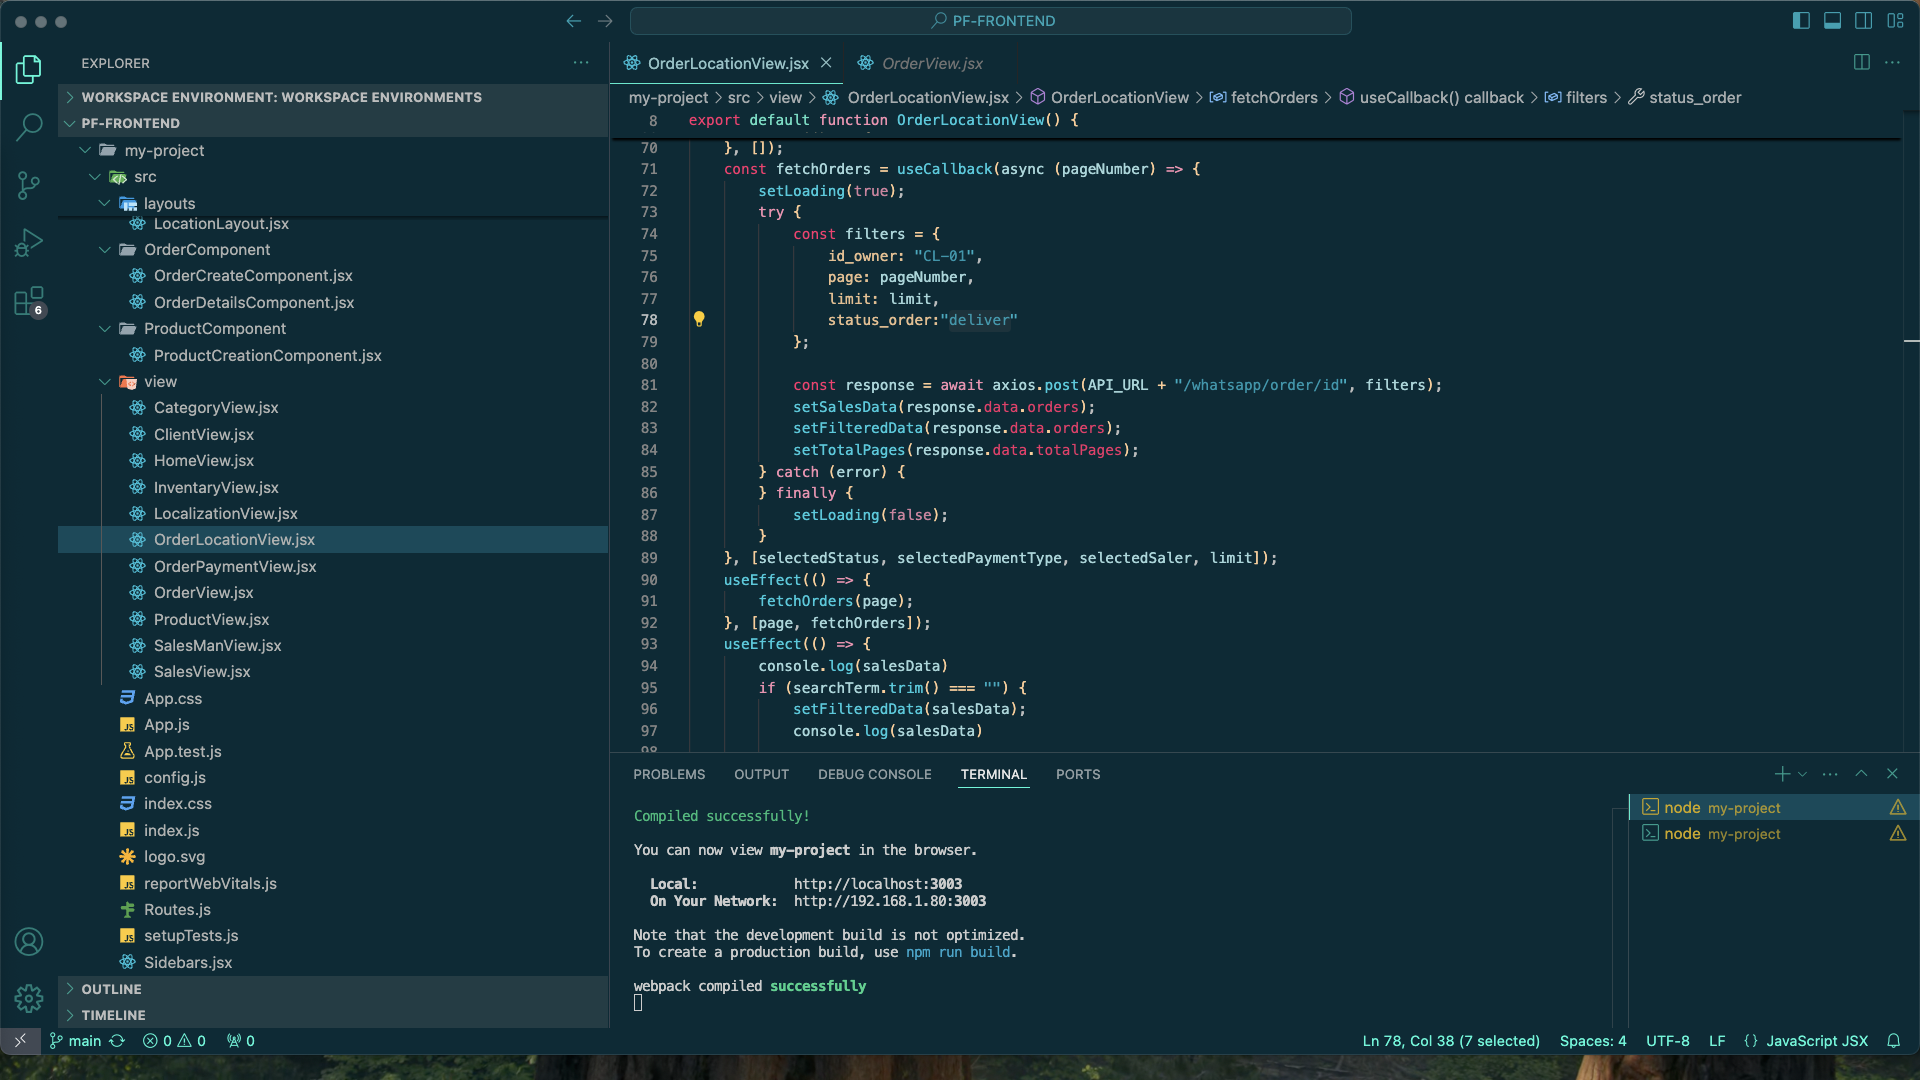 PF-FRONTEND
EXPLORER
WORKSPACE ENVIRONMENT: WORKSPACE ENVIRONMENTS
PF-FRONTEND
my-project
src
layouts
LocationLayout.jsx
OrderComponent
OrderCreateComponent.jsx
OrderDetailsComponent.jsx
ProductComponent
ProductCreationComponent.jsx
view
CategoryView.jsx
ClientView.jsx
HomeView.jsx
InventaryView.jsx
LocalizationView.jsx
OrderLocationView.jsx
OrderPaymentView.jsx
OrderView.jsx
ProductView.jsx
SalesManView.jsx
SalesView.jsx
App.css
App.js
App.test.js
config.js
index.css
index.js
logo.svg
reportWebVitals.js
Routes.js
setupTests.js
Sidebars.jsx
OUTLINE
TIMELINE
6
OrderLocationView.jsx
OrderView.jsx
my-project > src > view > OrderLocationView.jsx > OrderLocationView > fetchOrders > useCallback() callback > filters > status_order
8 export default function OrderLocationView() {
70 }, []);
71 const fetchOrders = useCallback(async (pageNumber) => {
72 setLoading(true);
73 try {
74 const filters = {
75 id_owner: "CL-01",
76 page: pageNumber,
77 limit: limit,
78 status_order:"deliver"
79 };
80
81 const response = await axios.post(API_URL + "/whatsapp/order/id", filters);
82 setSalesData(response.data.orders);
83 setFilteredData(response.data.orders);
84 setTotalPages(response.data.totalPages);
85 } catch (error) {
86 } finally {
87 setLoading(false);
88 }
89 }, [selectedStatus, selectedPaymentType, selectedSaler, limit]);
90 useEffect(() => {
91 fetchOrders(page);
92 }, [page, fetchOrders]);
93 useEffect(() => {
94 console.log(salesData)
95 if (searchTerm.trim() === "") {
96 setFilteredData(salesData);
97 console.log(salesData)
98
PROBLEMS OUTPUT DEBUG CONSOLE TERMINAL PORTS
Compiled successfully!
You can now view my-project in the browser.
Local: http://localhost:3003
On Your Network: http://192.168.1.80:3003
Note that the development build is not optimized.
To create a production build, use npm run build.
webpack compiled successfully
node my-project
node my-project
main 0 0 0
Ln 78, Col 38 (7 selected) Spaces: 4 UTF-8 LF {} JavaScript JSX